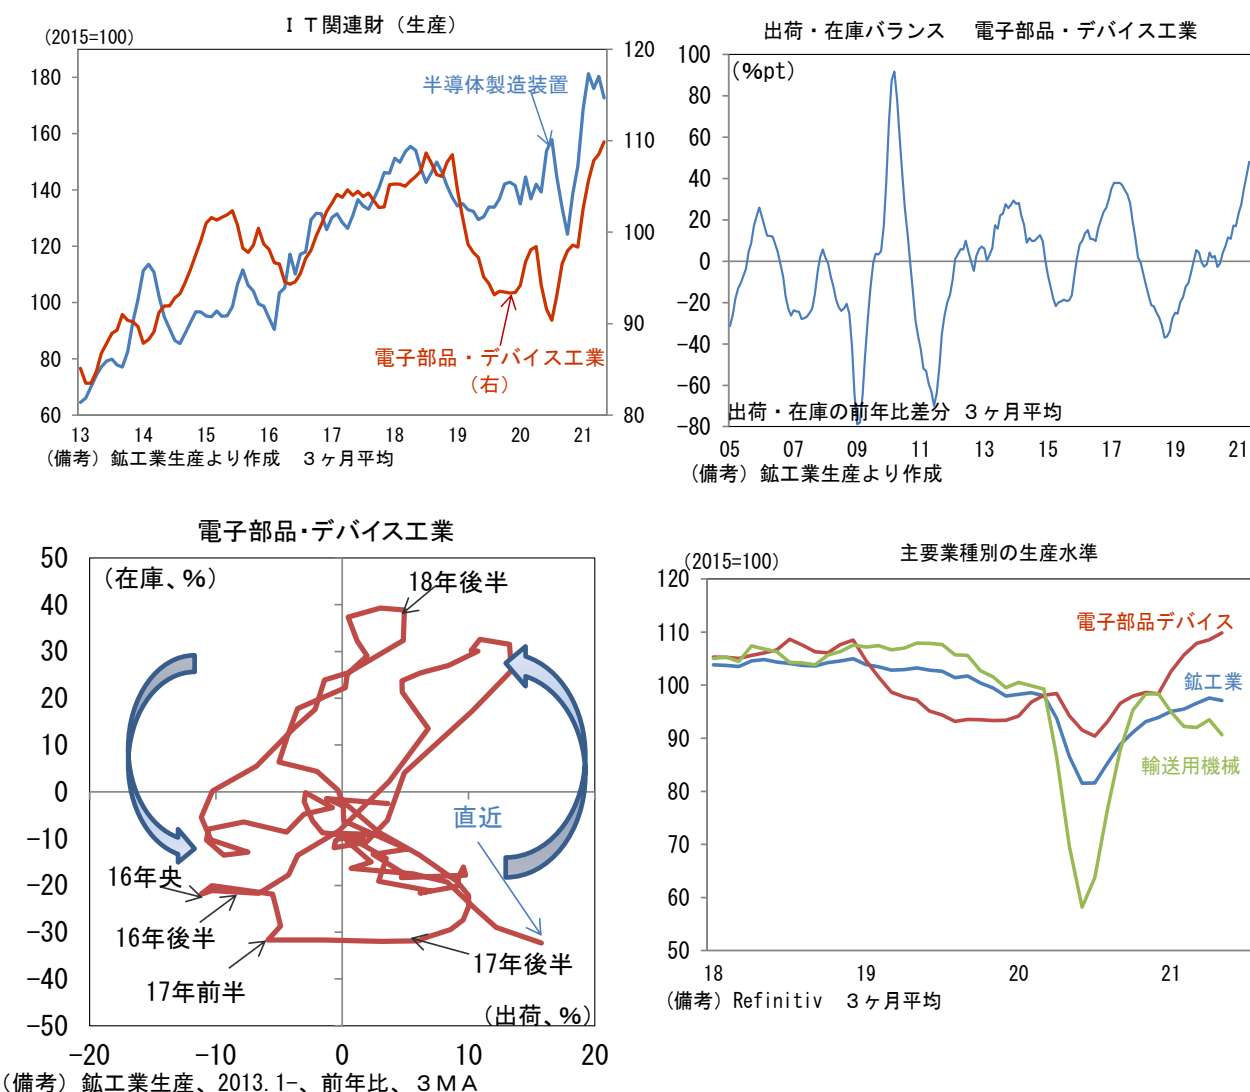 ＩＴ関連財（生産）
(2015=100)
120
180
160
140
120
100
80
60
110
100
90
80
半導体製造装置
電子部品・デバイス工業
（右）
13 14 15 16 17 18 19 20 21
（備考）鉱工業生産より作成　３ヶ月平均
出荷・在庫バランス　電子部品・デバイス工業
(%pt)
100
80
60
40
20
0
−20
−40
−60
−80
出荷・在庫の前年比差分　３ヶ月平均
05 07 09 11 13 15 17 19 21
（備考）鉱工業生産より作成
電子部品・デバイス工業
（在庫、%）
50
40
30
20
10
0
−10
−20
−30
−40
−50
18年後半
直近
16年央
16年後半
17年前半
17年後半
（出荷、%）
−20 −10 0 10 20
（備考）鉱工業生産、2013.1-、前年比、３ＭＡ
主要業種別の生産水準
(2015=100)
120
110
100
90
80
70
60
50
電子部品デバイス
鉱工業
輸送用機械
18 19 20 21
（備考）Refinitiv　３ヶ月平均